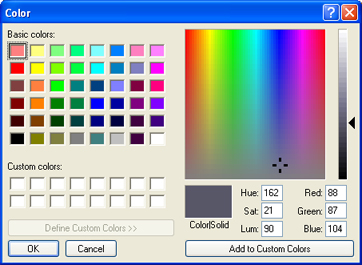 Color
Basic colors:
Custom colors:
Define Custom Colors >>
OK Cancel
Color|Solid
Hue: 162 Red: 88
Sat: 21 Green: 87
Lum: 90 Blue: 104
Add to Custom Colors